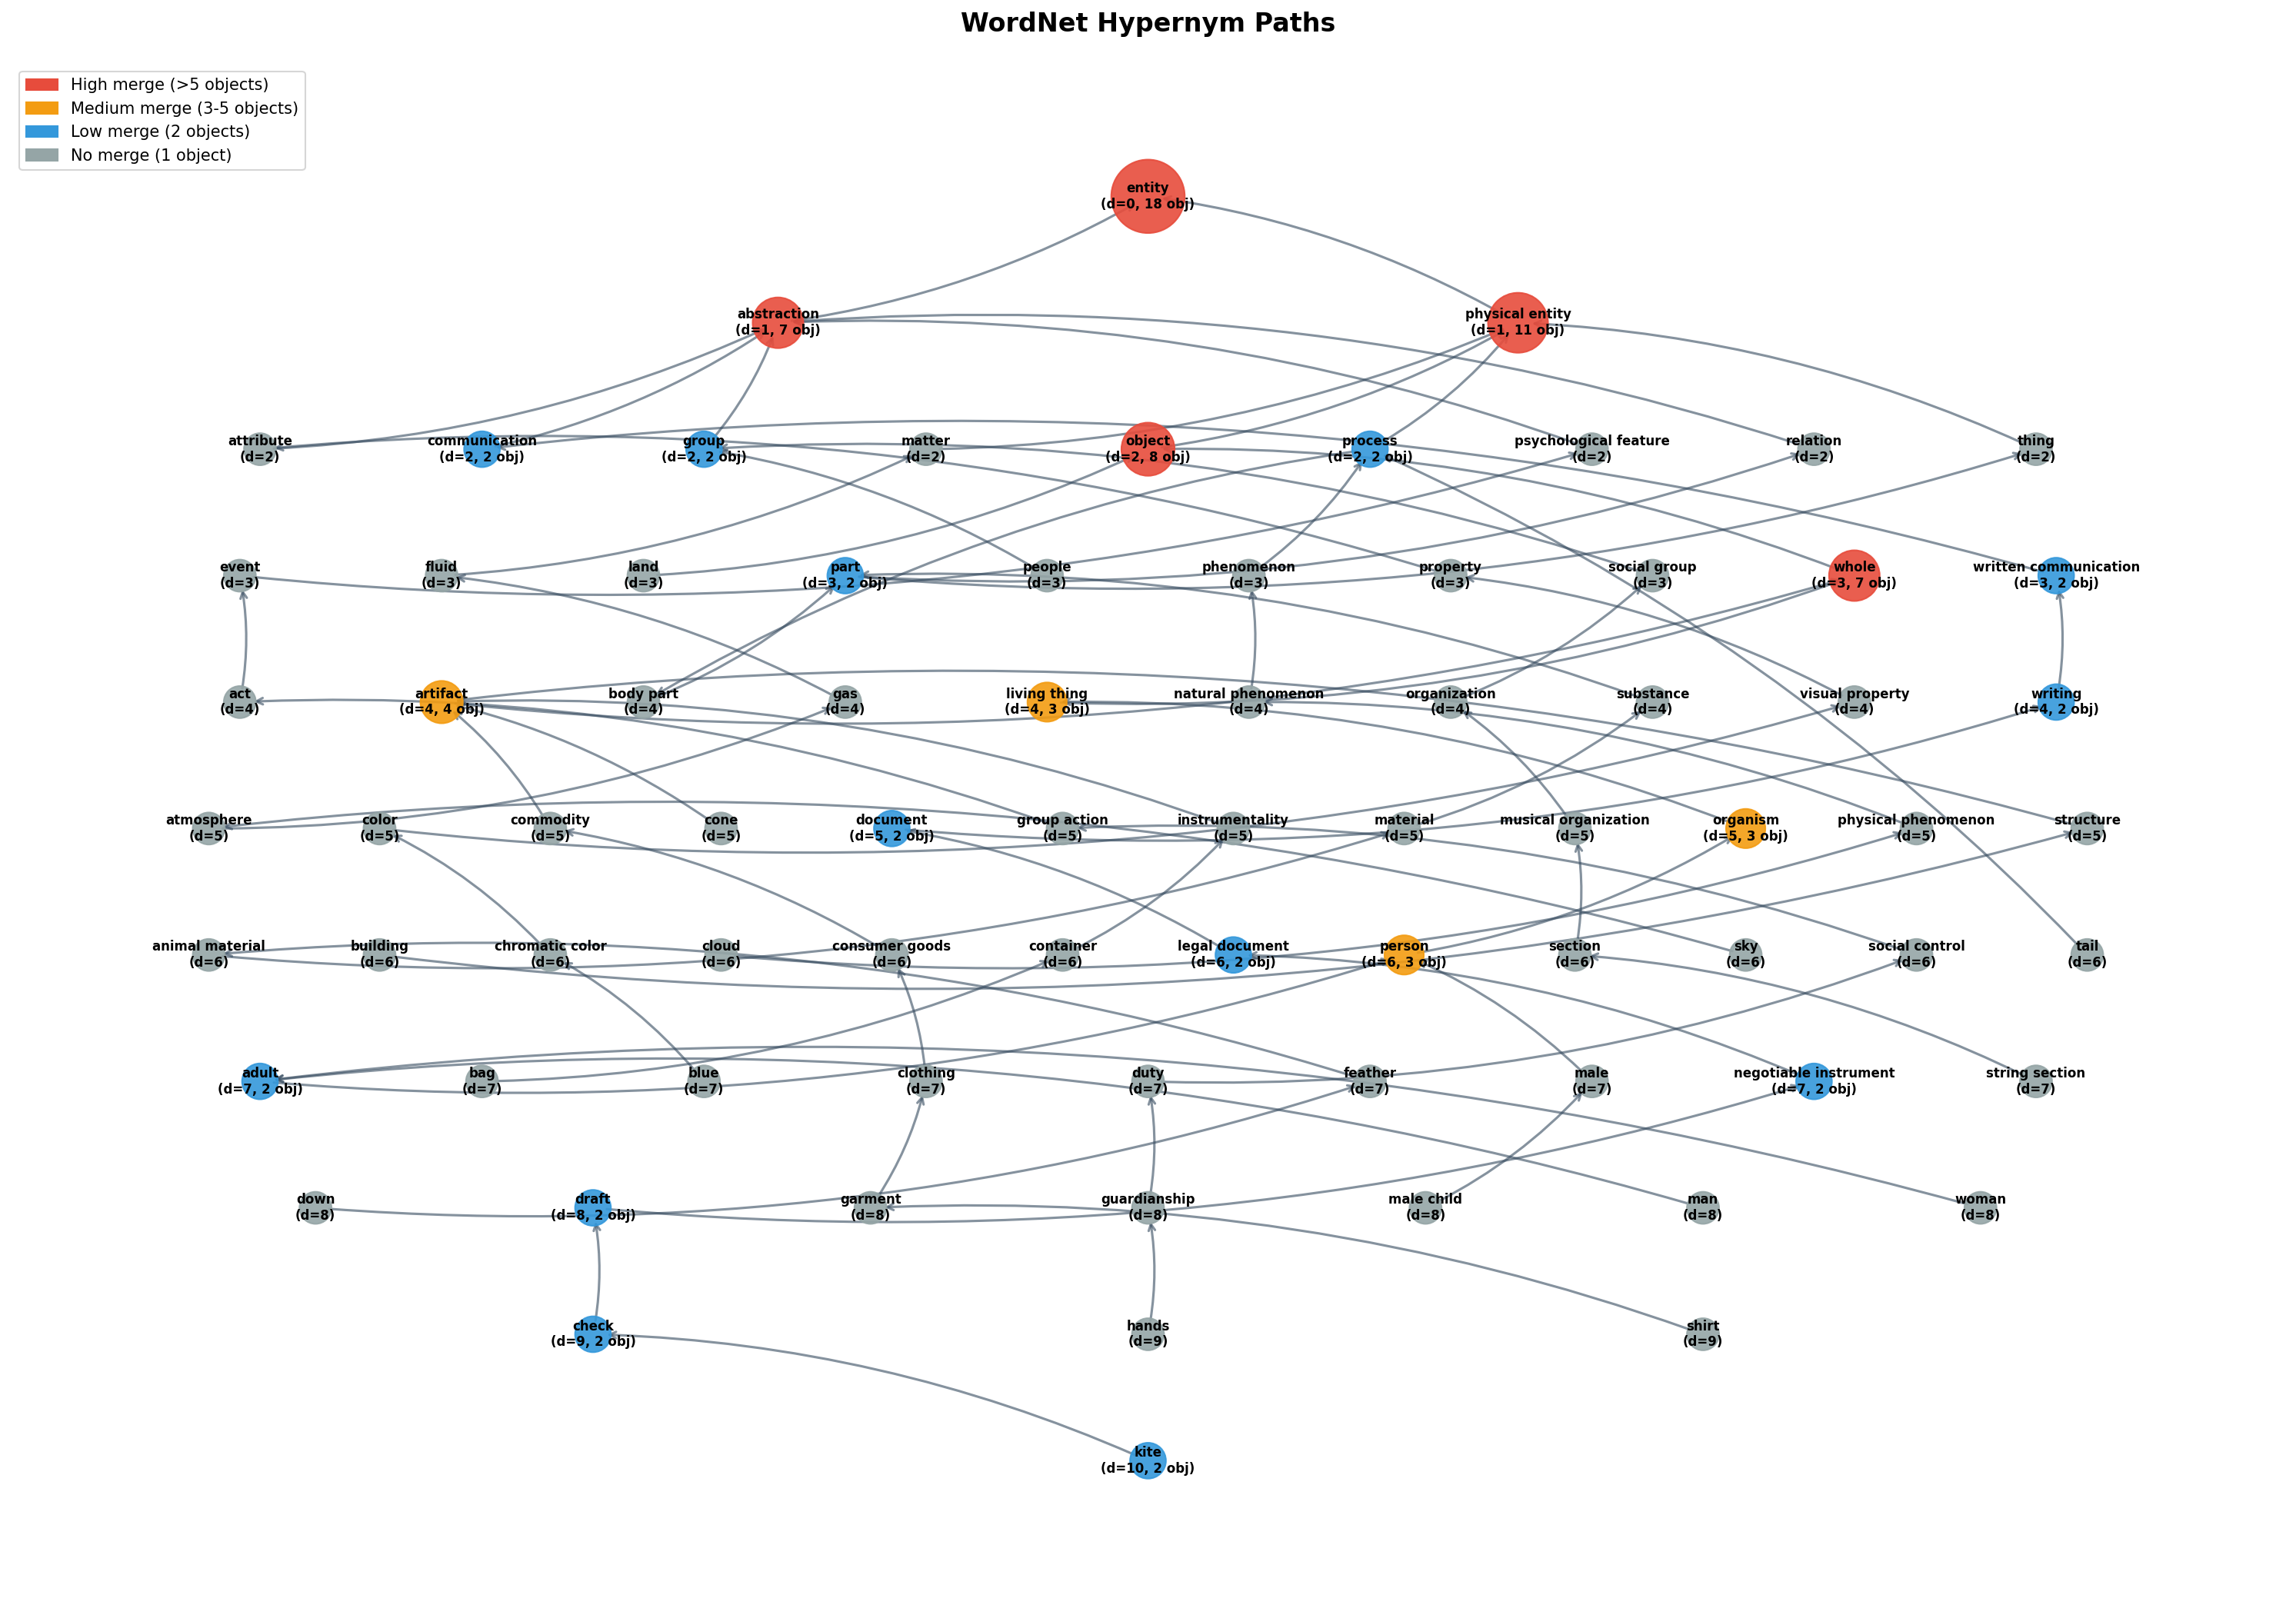 WordNet Hypernym Paths
High merge (>5 objects)
Medium merge (3-5 objects)
Low merge (2 objects)
No merge (1 object)
entity
(d=0, 18 obj)
abstraction
(d=1, 7 obj)
physical entity
(d=1, 11 obj)
attribute
(d=2)
communication
(d=2, 2 obj)
group
(d=2, 2 obj)
matter
(d=2)
object
(d=2, 8 obj)
process
(d=2, 2 obj)
psychological feature
(d=2)
relation
(d=2)
thing
(d=2)
event
(d=3)
fluid
(d=3)
land
(d=3)
part
(d=3, 2 obj)
people
(d=3)
phenomenon
(d=3)
property
(d=3)
social group
(d=3)
whole
(d=3, 7 obj)
written communication
(d=3, 2 obj)
act
(d=4)
artifact
(d=4, 4 obj)
body part
(d=4)
gas
(d=4)
living thing
(d=4, 3 obj)
natural phenomenon
(d=4)
organization
(d=4)
substance
(d=4)
visual property
(d=4)
writing
(d=4, 2 obj)
atmosphere
(d=5)
color
(d=5)
commodity
(d=5)
cone
(d=5)
document
(d=5, 2 obj)
group action
(d=5)
instrumentality
(d=5)
material
(d=5)
musical organization
(d=5)
organism
(d=5, 3 obj)
physical phenomenon
(d=5)
structure
(d=5)
animal material
(d=6)
building
(d=6)
chromatic color
(d=6)
cloud
(d=6)
consumer goods
(d=6)
container
(d=6)
legal document
(d=6, 2 obj)
person
(d=6, 3 obj)
section
(d=6)
sky
(d=6)
social control
(d=6)
tail
(d=6)
adult
(d=7, 2 obj)
bag
(d=7)
blue
(d=7)
clothing
(d=7)
duty
(d=7)
feather
(d=7)
male
(d=7)
negotiable instrument
(d=7, 2 obj)
string section
(d=7)
down
(d=8)
draft
(d=8, 2 obj)
garment
(d=8)
guardianship
(d=8)
male child
(d=8)
man
(d=8)
woman
(d=8)
check
(d=9, 2 obj)
hands
(d=9)
shirt
(d=9)
kite
(d=10, 2 obj)